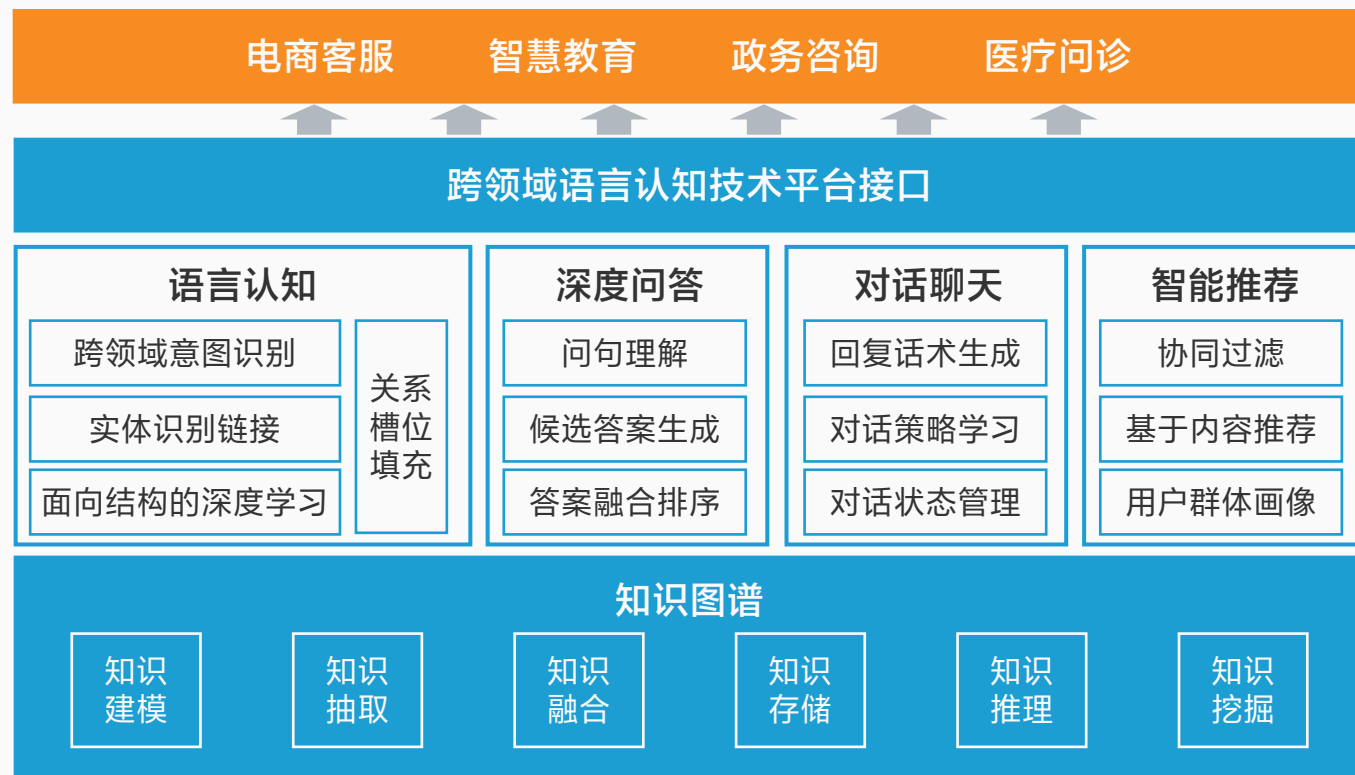 电商客服 智慧教育 政务咨询 医疗问诊
跨领域语言认知技术平台接口
语言认知
跨领域意图识别
实体识别链接
面向结构的深度学习
关系
槽位
填充
深度问答
问句理解
候选答案生成
答案融合排序
对话聊天
回复话术生成
对话策略学习
对话状态管理
智能推荐
协同过滤
基于内容推荐
用户群体画像
知识图谱
知识
建模
知识
抽取
知识
融合
知识
存储
知识
推理
知识
挖掘